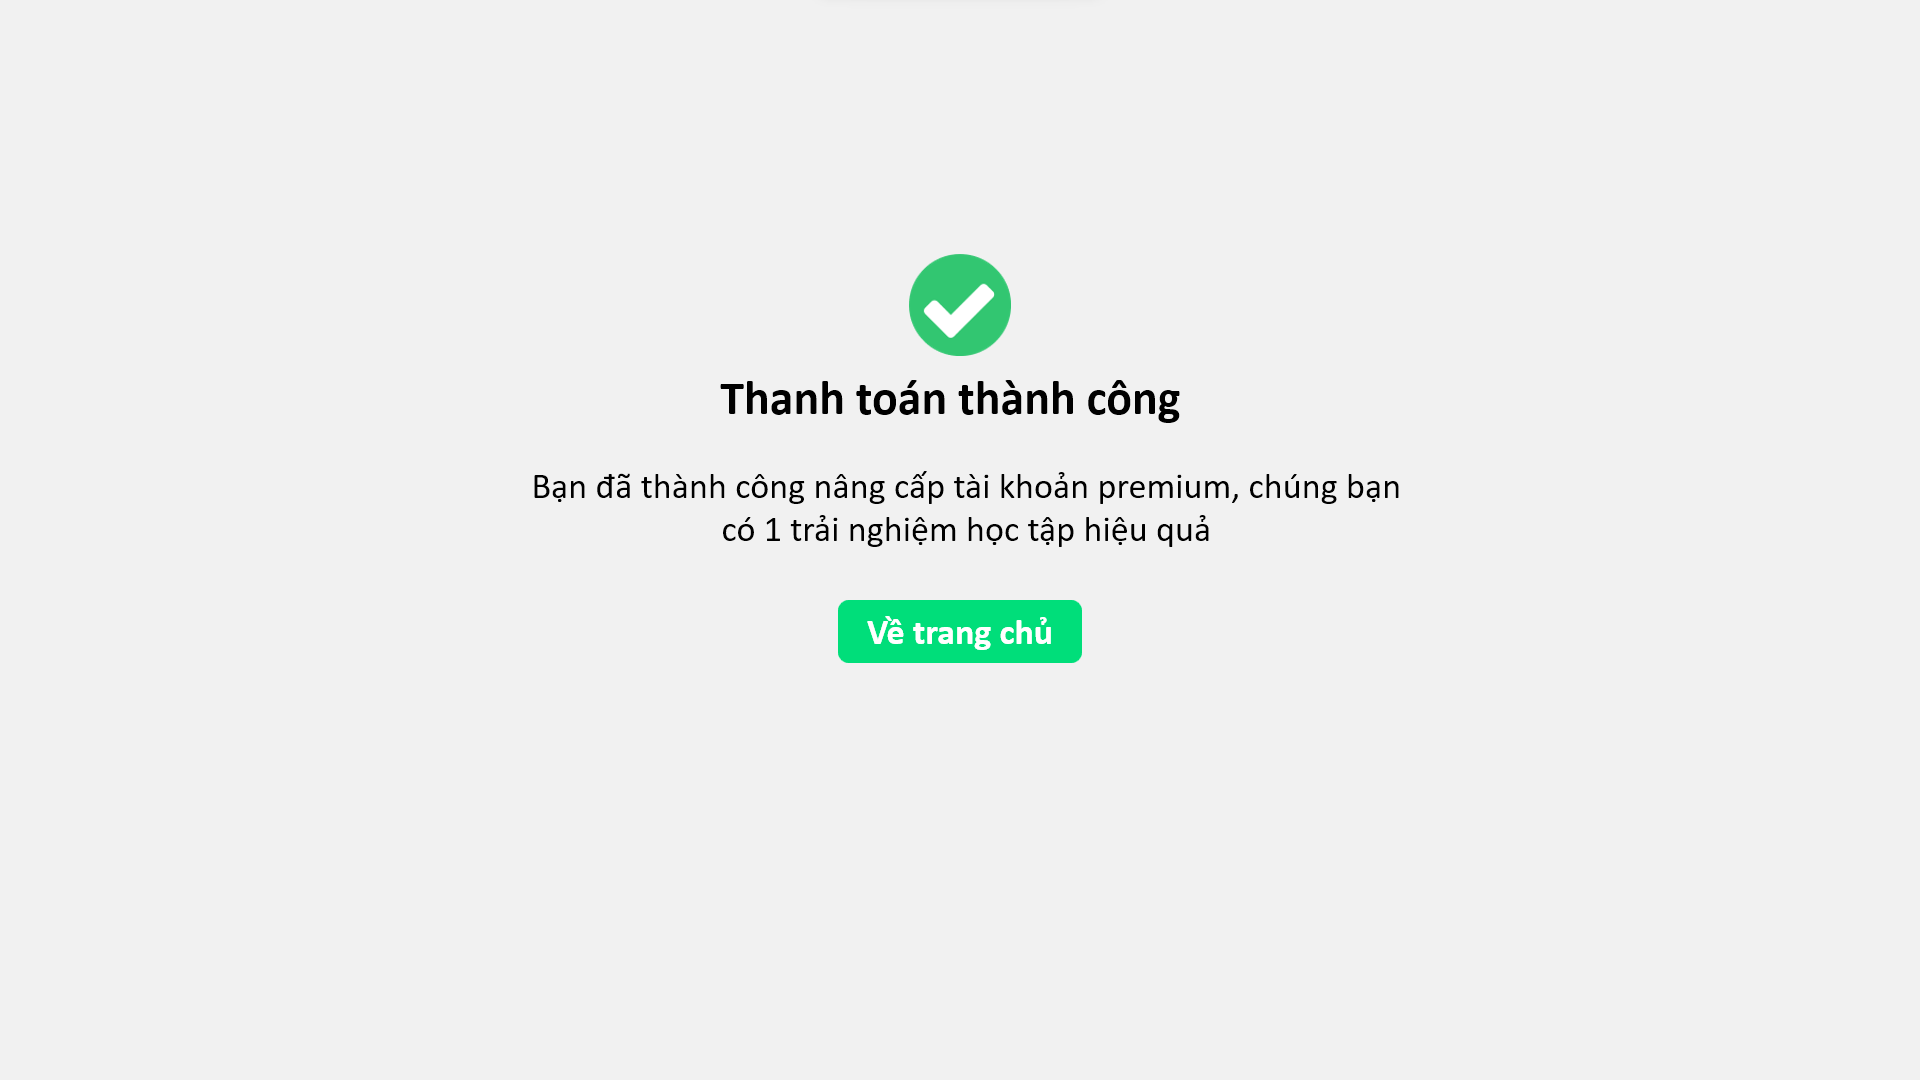 Thanh toán thành công
Bạn đã thành công nâng cấp tài khoản premium, chúng bạn
có 1 trải nghiệm học tập hiệu quả
Về trang chủ